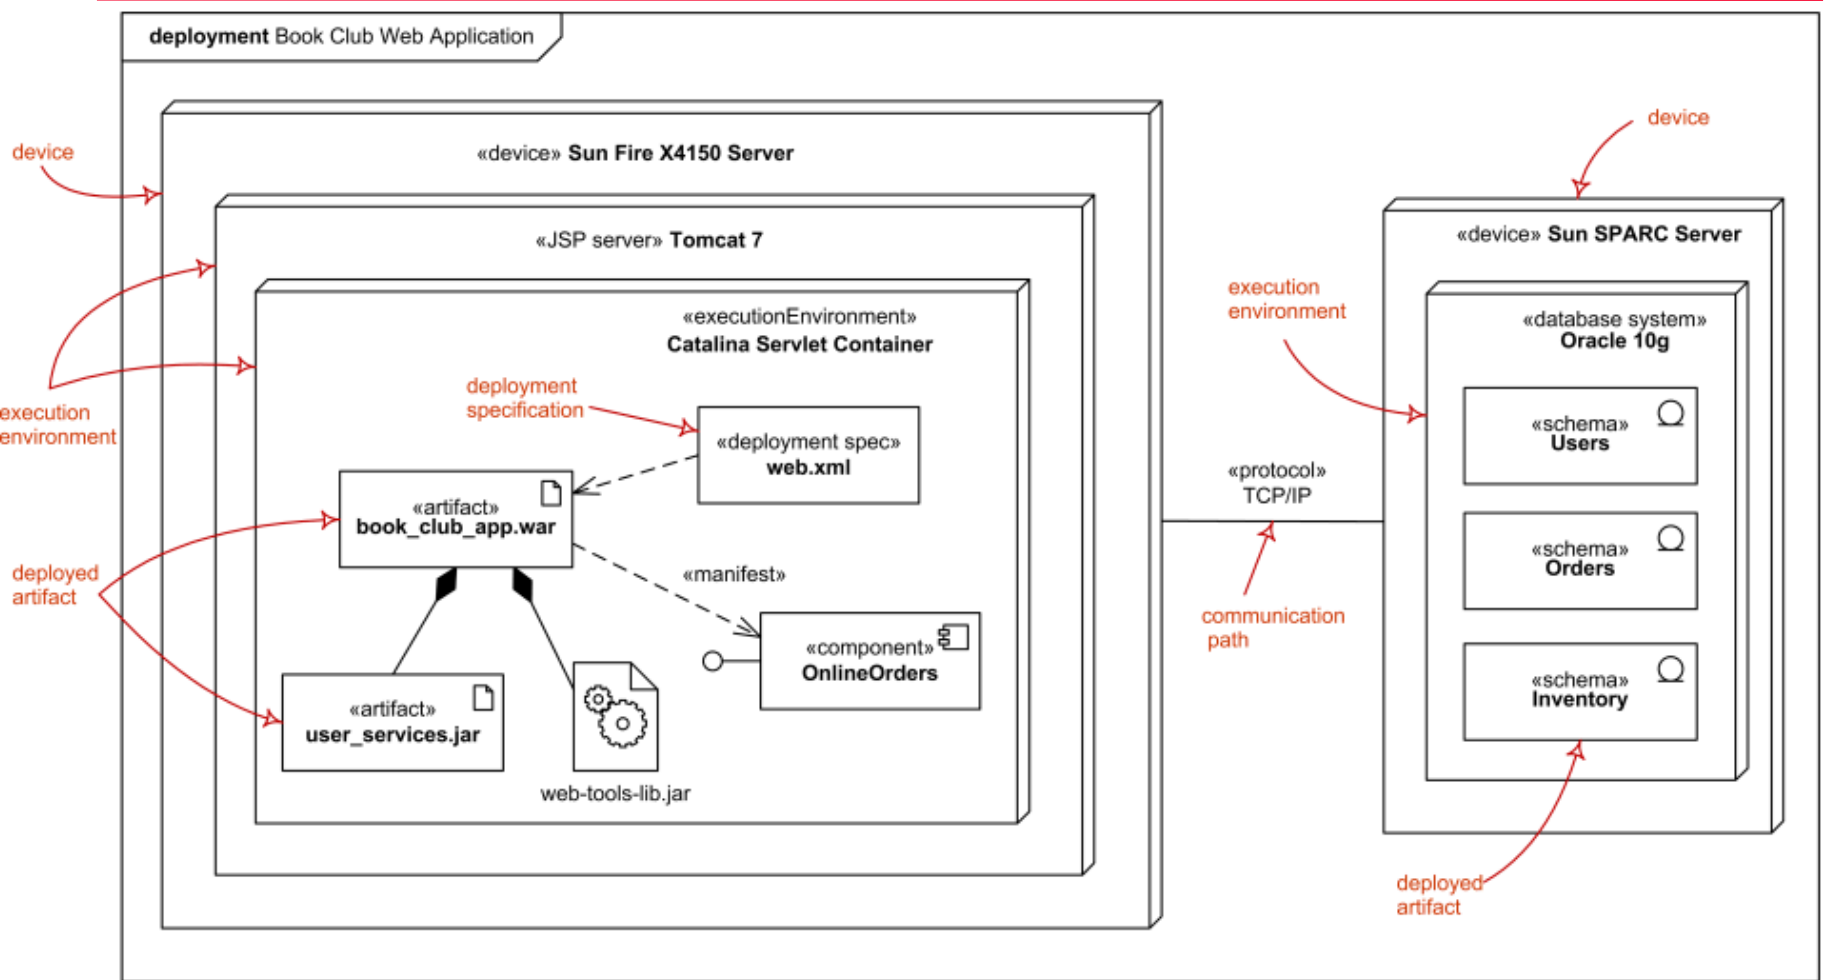 deployment Book Club Web Application
device
«device» Sun Fire X4150 Server
«JSP server» Tomcat 7
«executionEnvironment»
Catalina Servlet Container
execution
environment
deployment
specification
«deployment spec»
web.xml
«artifact»
book_club_app.war
deployed
artifact
«manifest»
«component»
OnlineOrders
«artifact»
user_services.jar
web-tools-lib.jar
«protocol»
TCP/IP
communication
path
device
«device» Sun SPARC Server
execution
environment
«database system»
Oracle 10g
«schema»
Users
«schema»
Orders
«schema»
Inventory
deployed
artifact